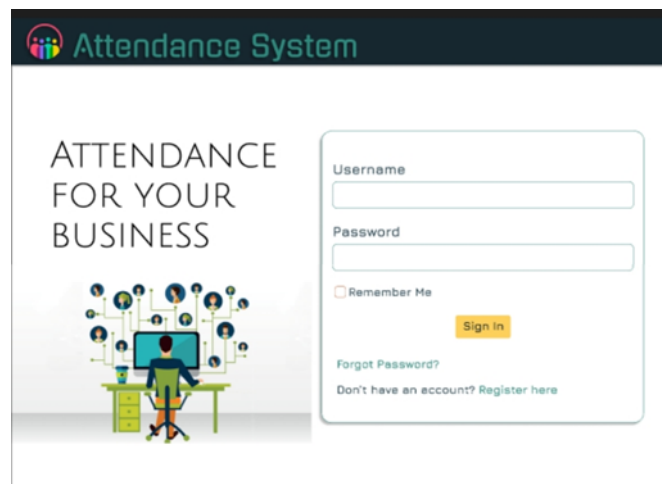 Attendance System
ATTENDANCE
FOR YOUR
BUSINESS
Username
Password
Remember Me
Sign In
Forgot Password?
Don't have an account? Register here